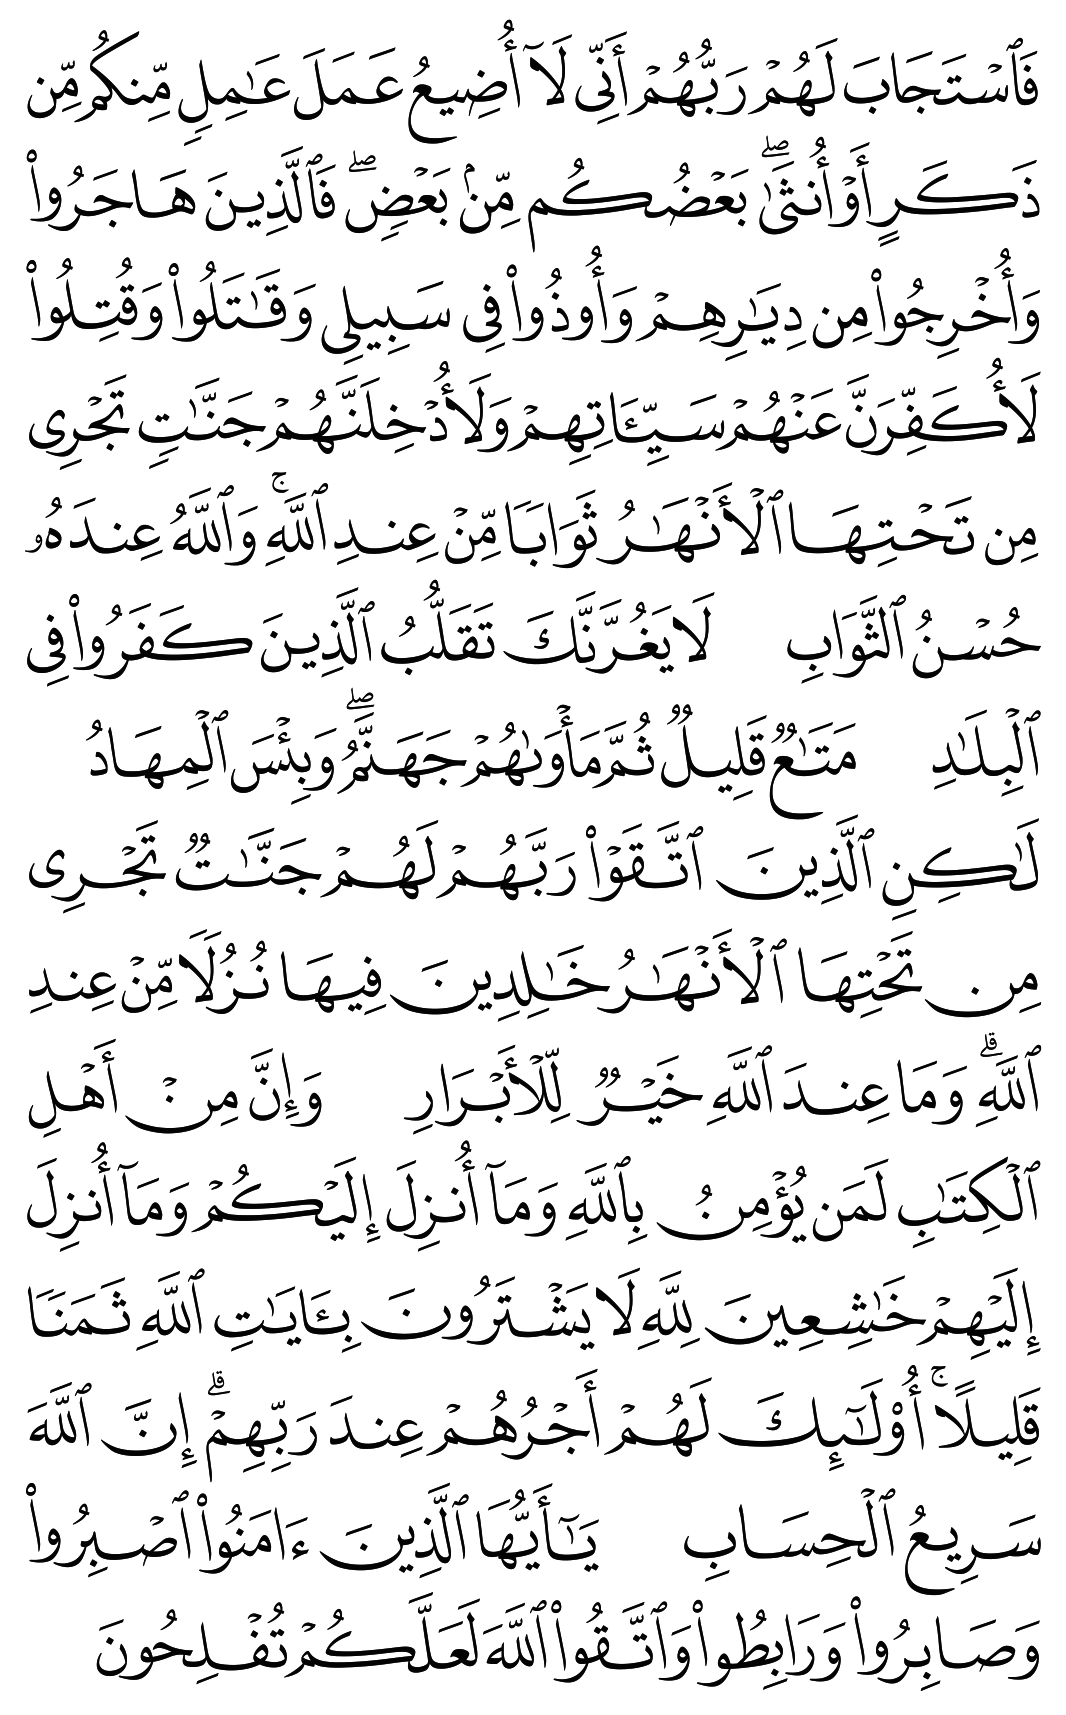 فَٱسۡتَجَابَ لَهُمۡ رَبُّهُمۡ أَنِّي لَآ أُضِيعُ عَمَلَ عَٰمِلٖ مِّنكُم مِّن
ذَكَرٍ أَوۡ أُنثَىٰۖ بَعۡضُكُم مِّنۢ بَعۡضٖۖ فَٱلَّذِينَ هَاجَرُواْ
وَأُخۡرِجُواْ مِن دِيَٰرِهِمۡ وَأُوذُواْ فِي سَبِيلِي وَقَٰتَلُواْ وَقُتِلُواْ
لَأُكَفِّرَنَّ عَنۡهُمۡ سَيِّـَٔاتِهِمۡ وَلَأُدۡخِلَنَّهُمۡ جَنَّٰتٖ تَجۡرِي
مِن تَحۡتِهَا ٱلۡأَنۡهَٰرُ ثَوَابٗا مِّنۡ عِندِ ٱللَّهِۚ وَٱللَّهُ عِندَهُۥ
حُسۡنُ ٱلثَّوَابِ لَا يَغُرَّنَّكَ تَقَلُّبُ ٱلَّذِينَ كَفَرُواْ فِي
ٱلۡبِلَٰدِ مَتَٰعٞ قَلِيلٞ ثُمَّ مَأۡوَىٰهُمۡ جَهَنَّمُۖ وَبِئۡسَ ٱلۡمِهَادُ
لَٰكِنِ ٱلَّذِينَ ٱتَّقَوۡاْ رَبَّهُمۡ لَهُمۡ جَنَّٰتٞ تَجۡرِي
مِن تَحۡتِهَا ٱلۡأَنۡهَٰرُ خَٰلِدِينَ فِيهَا نُزُلٗا مِّنۡ عِندِ
ٱللَّهِۗ وَمَا عِندَ ٱللَّهِ خَيۡرٞ لِّلۡأَبۡرَارِ وَإِنَّ مِنۡ أَهۡلِ
ٱلۡكِتَٰبِ لَمَن يُؤۡمِنُ بِٱللَّهِ وَمَآ أُنزِلَ إِلَيۡكُمۡ وَمَآ أُنزِلَ
إِلَيۡهِمۡ خَٰشِعِينَ لِلَّهِ لَا يَشۡتَرُونَ بِـَٔايَٰتِ ٱللَّهِ ثَمَنٗا
قَلِيلًاۚ أُوْلَٰٓئِكَ لَهُمۡ أَجۡرُهُمۡ عِندَ رَبِّهِمۡۗ إِنَّ ٱللَّهَ
سَرِيعُ ٱلۡحِسَابِ يَٰٓأَيُّهَا ٱلَّذِينَ ءَامَنُواْ ٱصۡبِرُواْ
وَصَابِرُواْ وَرَابِطُواْ وَٱتَّقُواْ ٱللَّهَ لَعَلَّكُمۡ تُفۡلِحُونَ